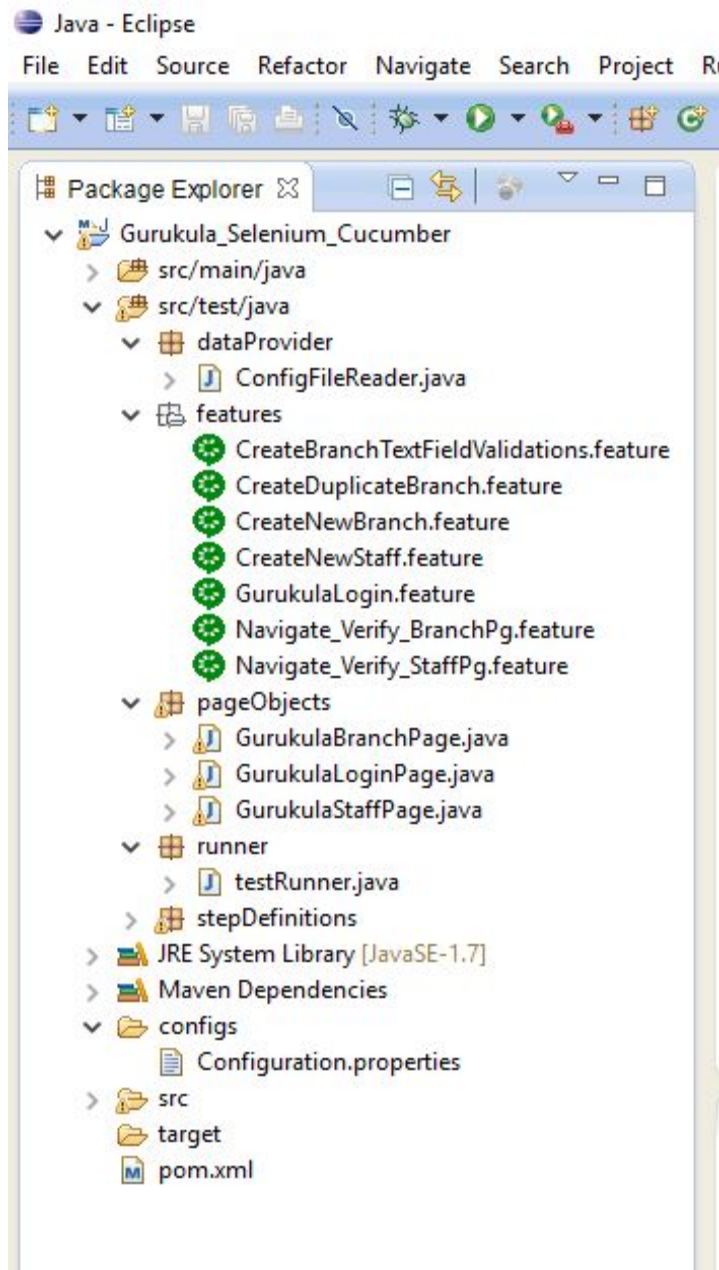 Java - Eclipse
File Edit Source Refactor Navigate Search Project
Package Explorer
Gurukula_Selenium_Cucumber
src/main/java
src/test/java
dataProvider
ConfigFileReader.java
features
CreateBranchTextFieldValidations.feature
CreateDuplicateBranch.feature
CreateNewBranch.feature
CreateNewStaff.feature
GurukulaLogin.feature
Navigate_Verify_BranchPg.feature
Navigate_Verify_StaffPg.feature
pageObjects
GurukulaBranchPage.java
GurukulaLoginPage.java
GurukulaStaffPage.java
runner
testRunner.java
stepDefinitions
JRE System Library [JavaSE-1.7]
Maven Dependencies
configs
Configuration.properties
src
target
pom.xml